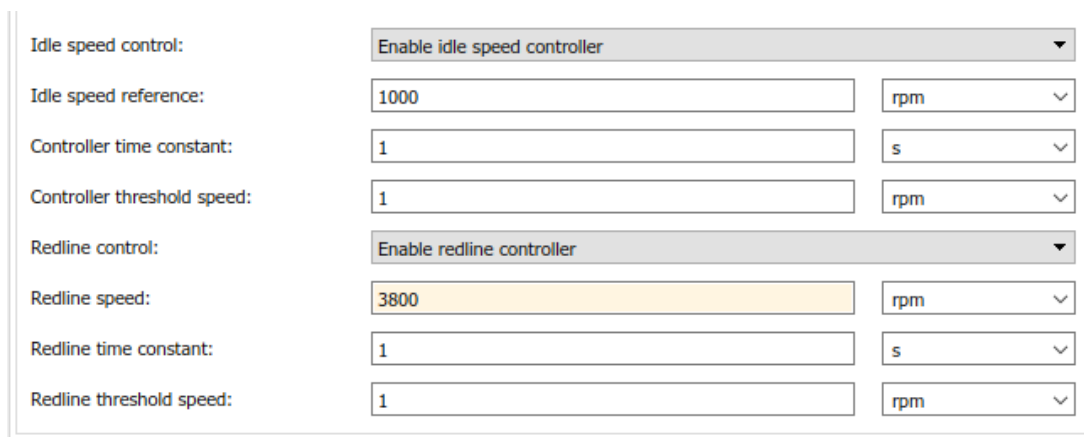 Idle speed control: Enable idle speed controller
Idle speed reference: 1000 rpm
Controller time constant: 1 s
Controller threshold speed: 1 rpm
Redline control: Enable redline controller
Redline speed: 3800 rpm
Redline time constant: 1 s
Redline threshold speed: 1 rpm